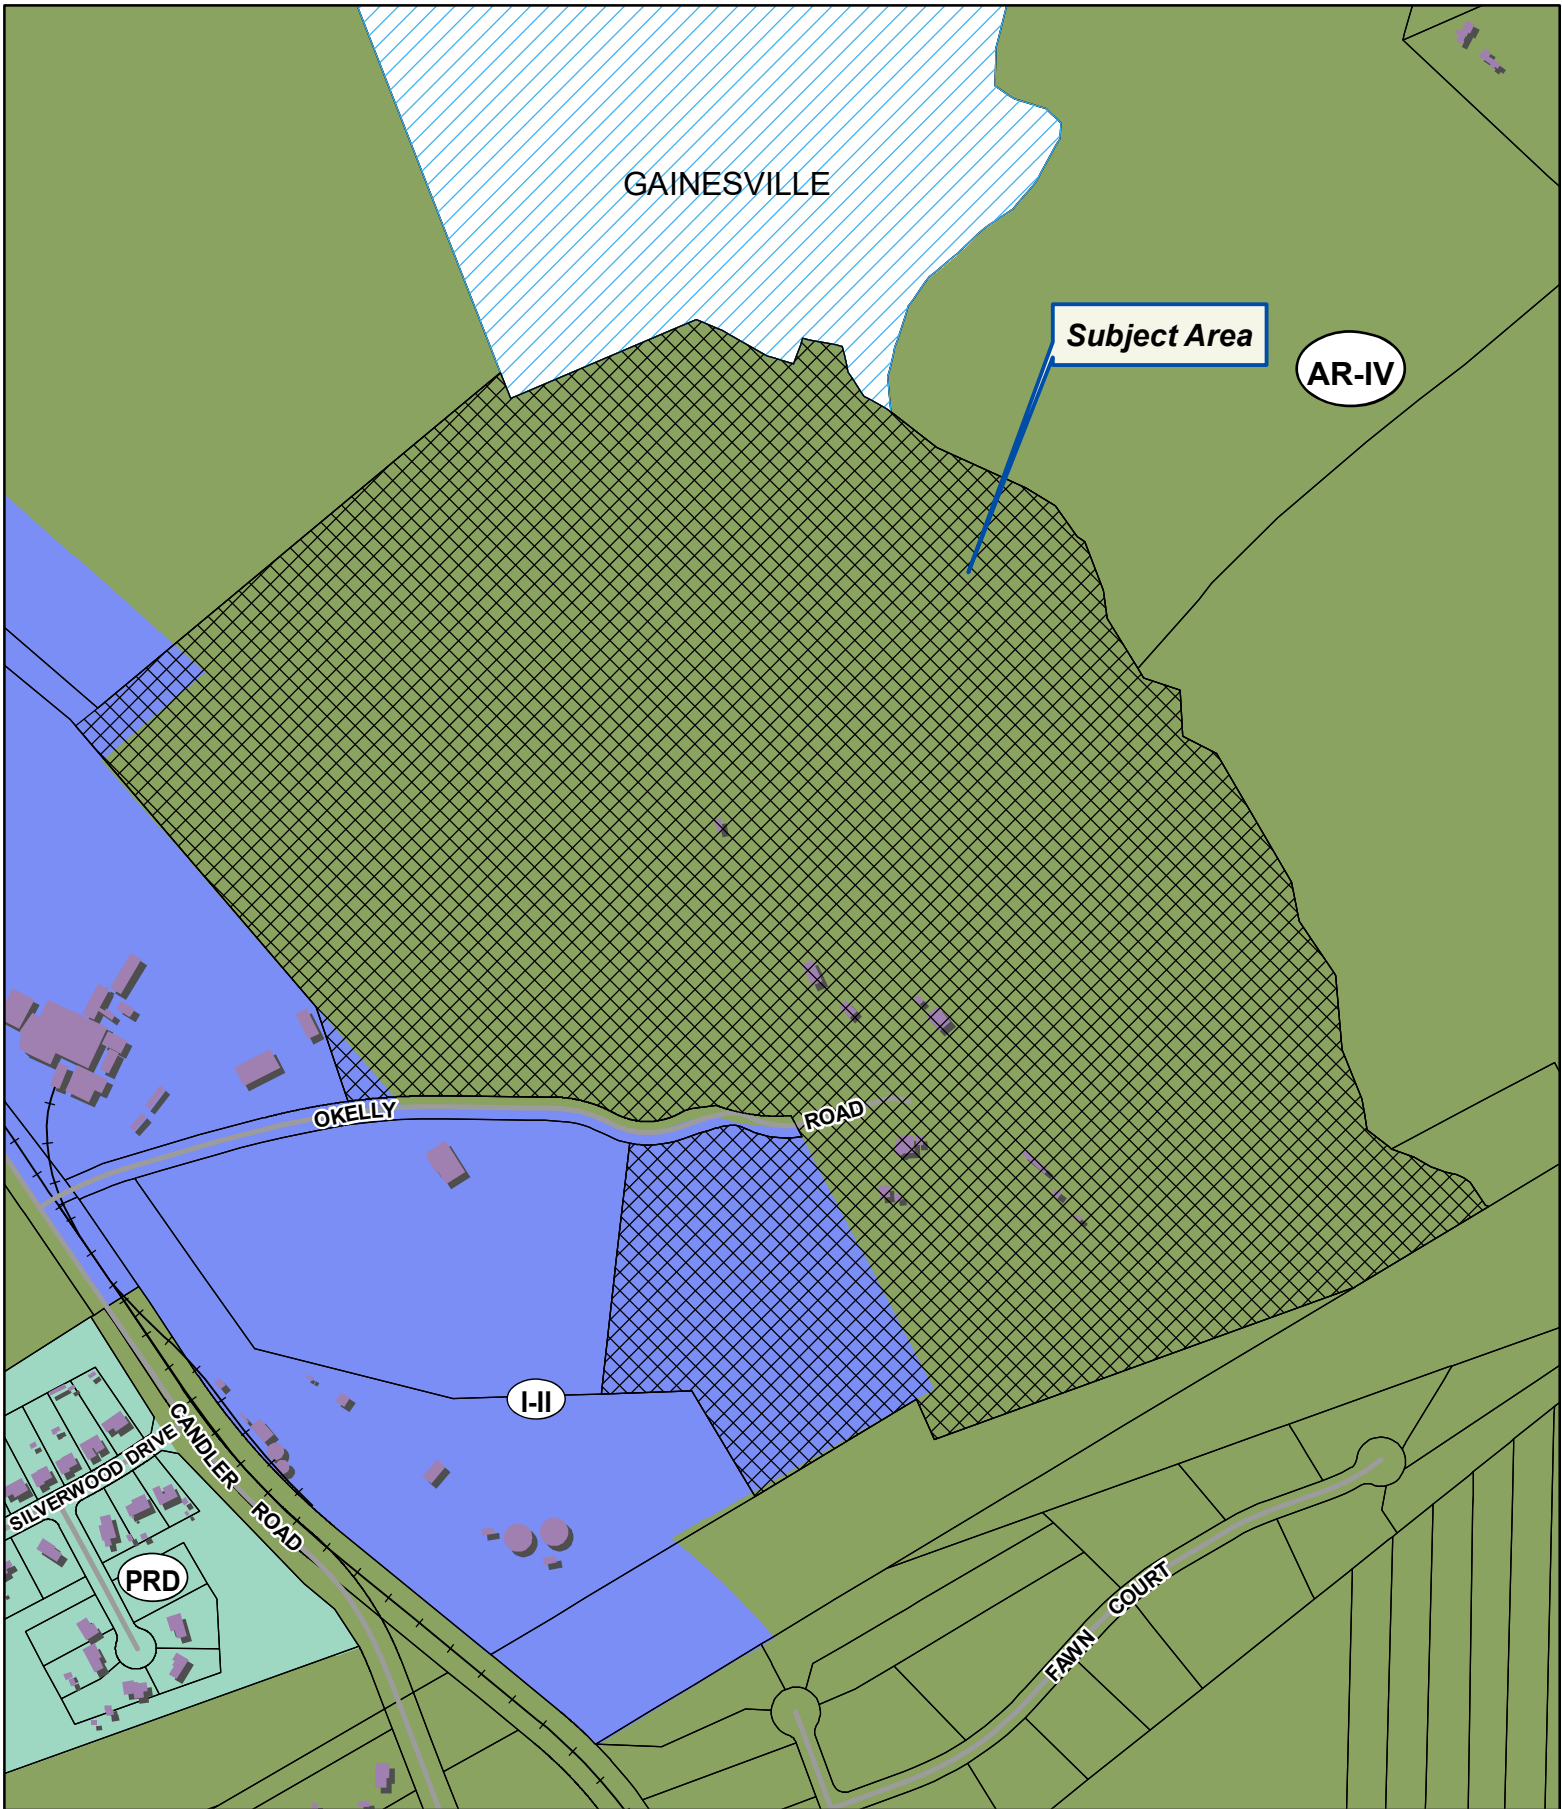 GAINESVILLE
Subject Area
AR-IV
OKELLY ROAD
I-II
CANDLER ROAD
SILVERWOOD DRIVE
PRD
FAWN COURT